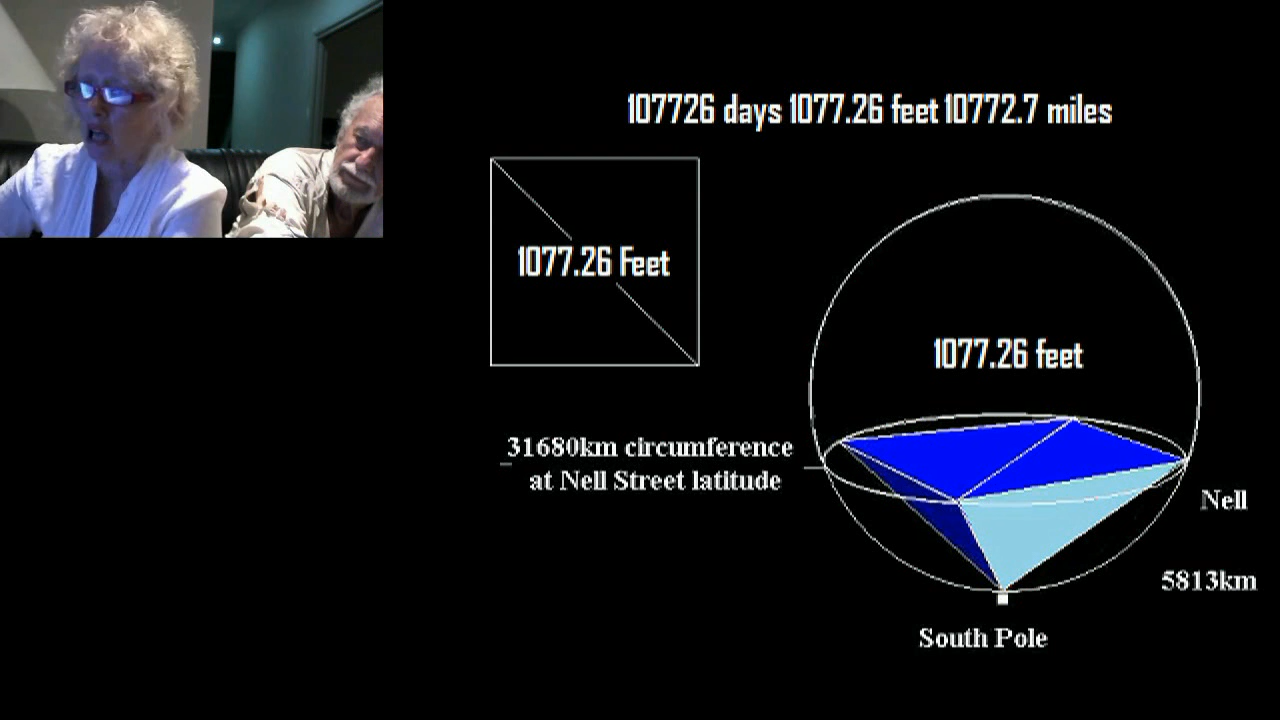 107726 days 1077.26 feet 10772.7 miles
1077.26 Feet
1077.26 feet
31680km circumference
at Nell Street latitude
Nell
5813km
South Pole